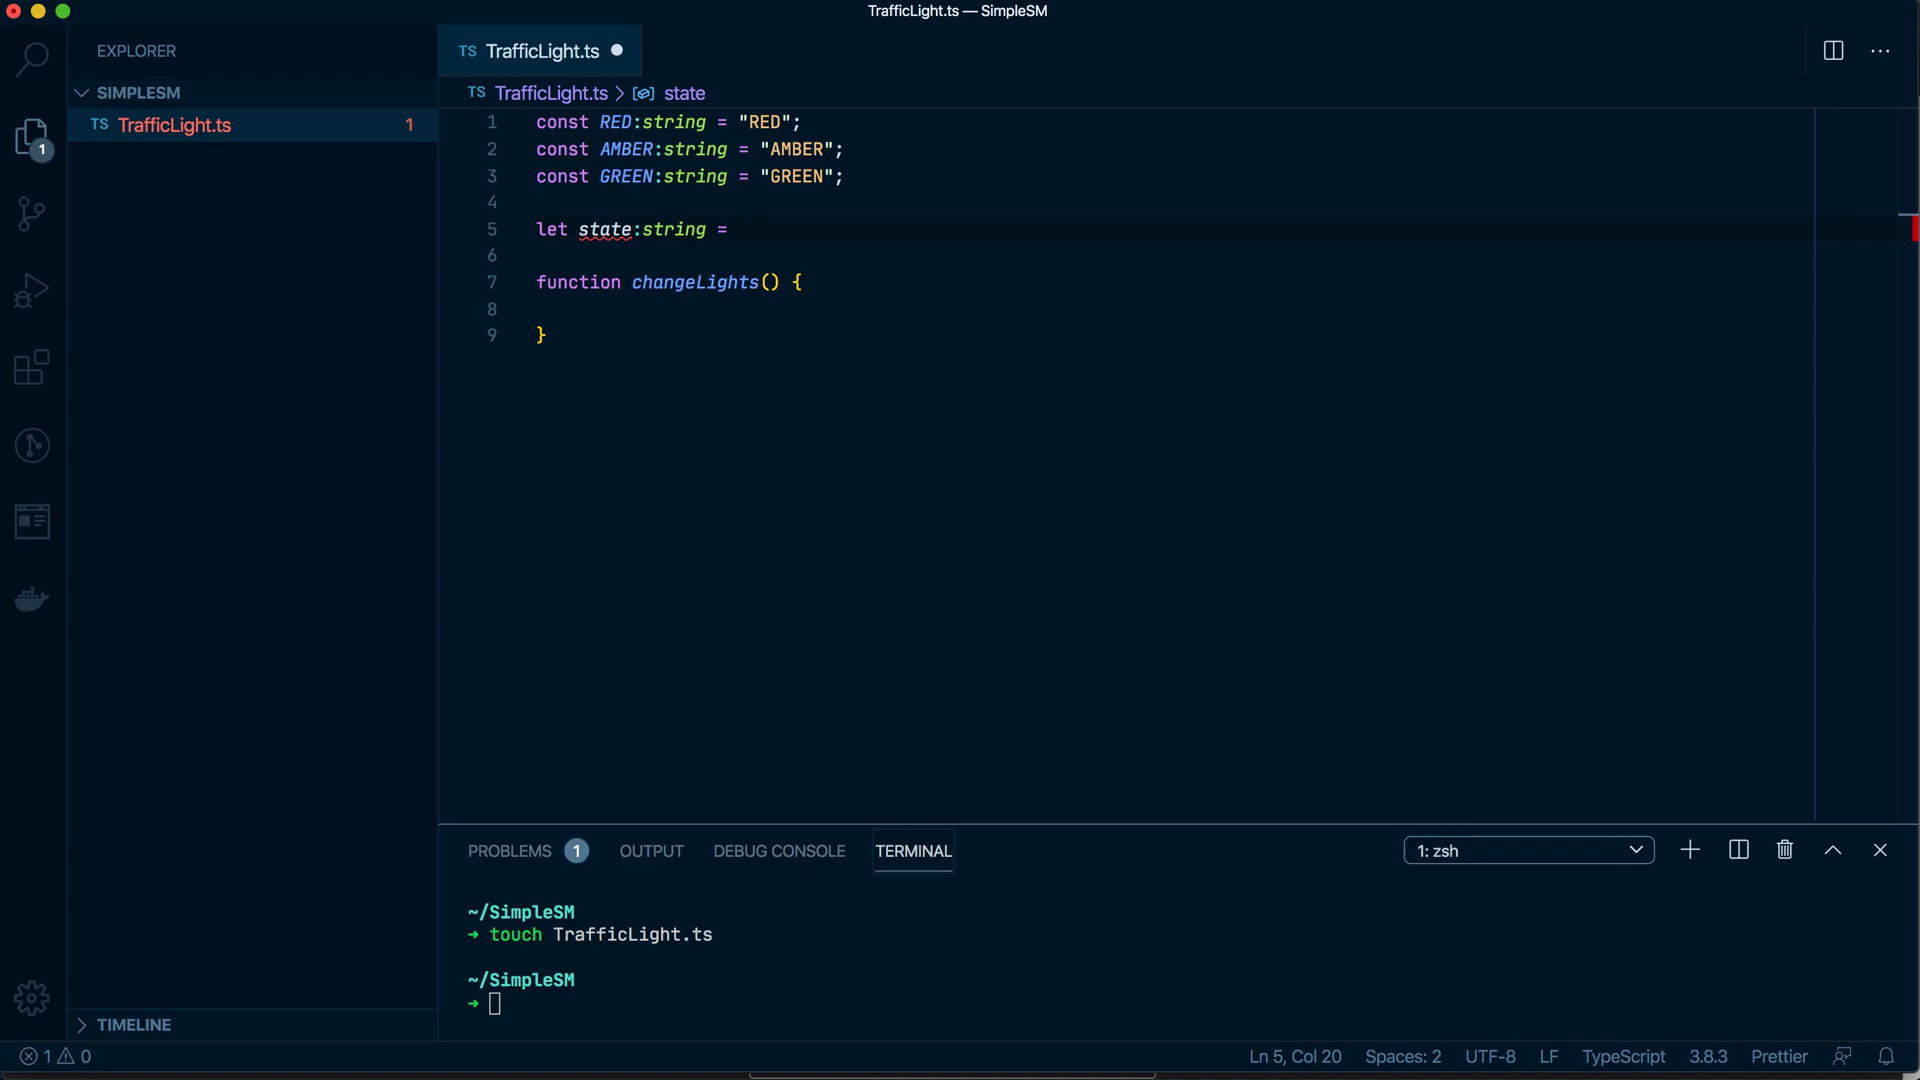 TrafficLight.ts — SimpleSM
EXPLORER
SIMPLESM
TS TrafficLight.ts 1
1
TIMELINE
TS TrafficLight.ts
TS TrafficLight.ts > state
1 const RED:string = "RED";
2 const AMBER:string = "AMBER";
3 const GREEN:string = "GREEN";
4
5 let state:string =
6
7 function changeLights() {
8
9 }
PROBLEMS 1 OUTPUT DEBUG CONSOLE TERMINAL 1: zsh
~/SimpleSM
→ touch TrafficLight.ts
~/SimpleSM
→
1 0 Ln 5, Col 20 Spaces: 2 UTF-8 LF TypeScript 3.8.3 Prettier